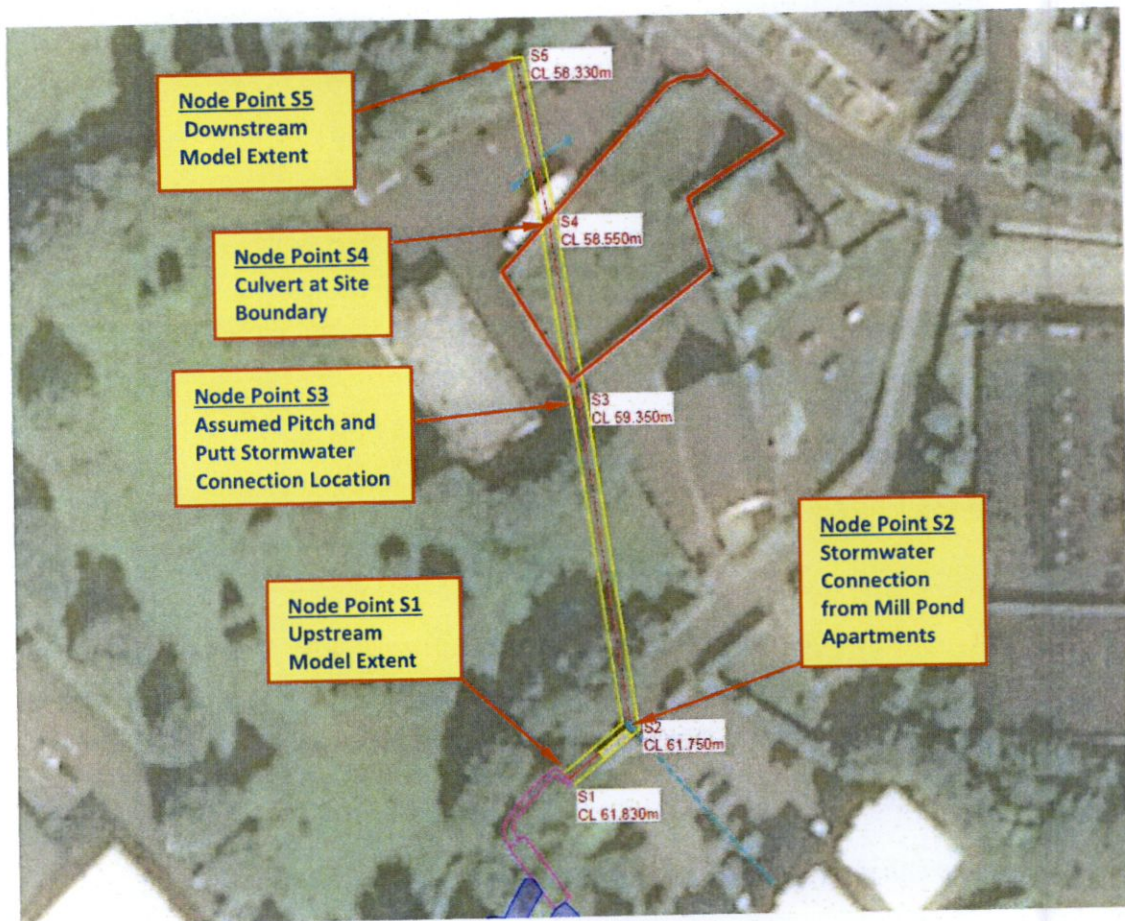 S5
CL 58.330m
Node Point S5
Downstream
Model Extent
S4
CL 58.550m
Node Point S4
Culvert at Site
Boundary
Node Point S3
Assumed Pitch and
Putt Stormwater
Connection Location
S3
CL 59.350m
Node Point S2
Stormwater
Connection
from Mill Pond
Apartments
Node Point S1
Upstream
Model Extent
S2
CL 61.750m
S1
CL 61.830m